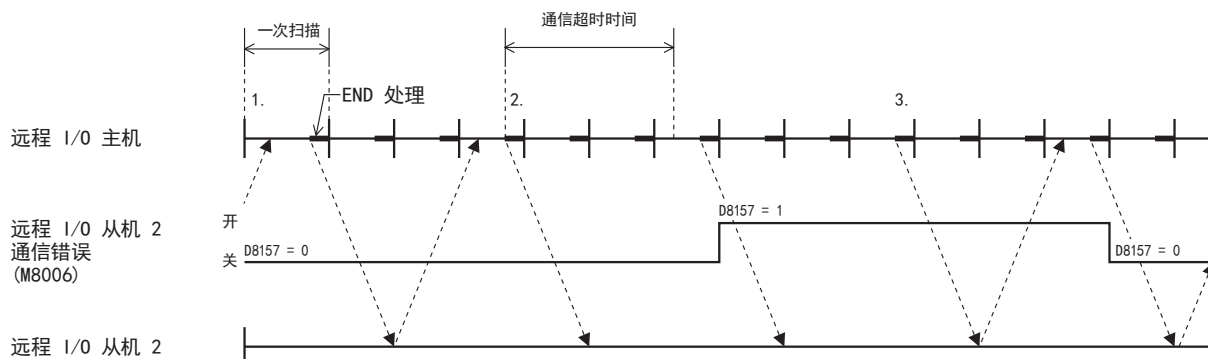 一次扫描
通信超时时间
1.
END 处理
2.
3.
远程 I/O 主机
远程 I/O 从机 2
通信错误
(M8006)
开
关
D8157 = 0
D8157 = 1
D8157 = 0
远程 I/O 从机 2